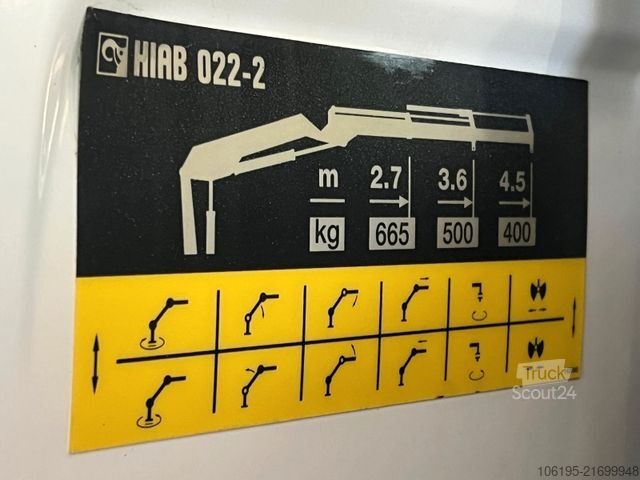 HIAB 022-2
m 2.7 3.6 4.5
kg 665 500 400
Truck
Scout24
106195-21699948